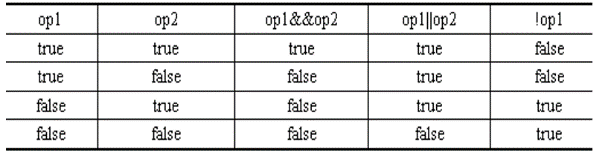 op1 op2 op1&&op2 op1||op2 !op1
true true true true false
true false false true false
false true false true true
false false false false true